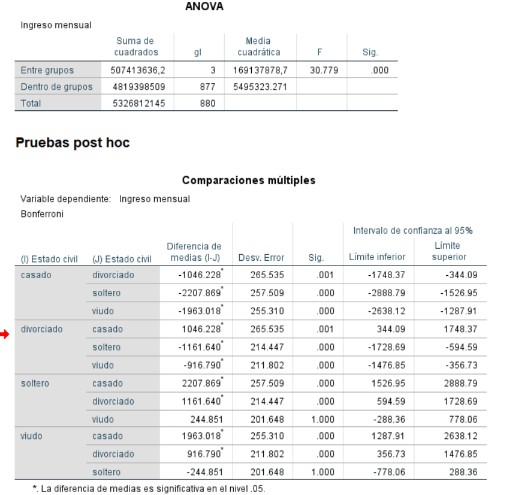 ANOVA
Ingreso mensual
Suma de cuadrados gl Media cuadrática F Sig.
Entre grupos 507413636,2 3 169137878,7 30.779 .000
Dentro de grupos 4819398509 877 5495323.271
Total 5326812145 880
Pruebas post hoc
Comparaciones múltiples
Variable dependiente: Ingreso mensual
Bonferroni
Intervalo de confianza al 95%
(I) Estado civil (J) Estado civil Diferencia de medias (I-J) Desv. Error Sig. Límite inferior Límite superior
casado divorciado -1046.228* 265.535 .001 -1748.37 -344.09
soltero -2207.869* 257.509 .000 -2888.79 -1526.95
viudo -1963.018* 255.310 .000 -2638.12 -1287.91
divorciado casado 1046.228* 265.535 .001 344.09 1748.37
soltero -1161.640* 214.447 .000 -1728.69 -594.59
viudo -916.790* 211.802 .000 -1476.85 -356.73
soltero casado 2207.869* 257.509 .000 1526.95 2888.79
divorciado 1161.640* 214.447 .000 594.59 1728.69
viudo 244.851 201.648 1.000 -288.36 778.06
viudo casado 1963.018* 255.310 .000 1287.91 2638.12
divorciado 916.790* 211.802 .000 356.73 1476.85
soltero -244.851 201.648 1.000 -778.06 288.36
*. La diferencia de medias es significativa en el nivel .05.